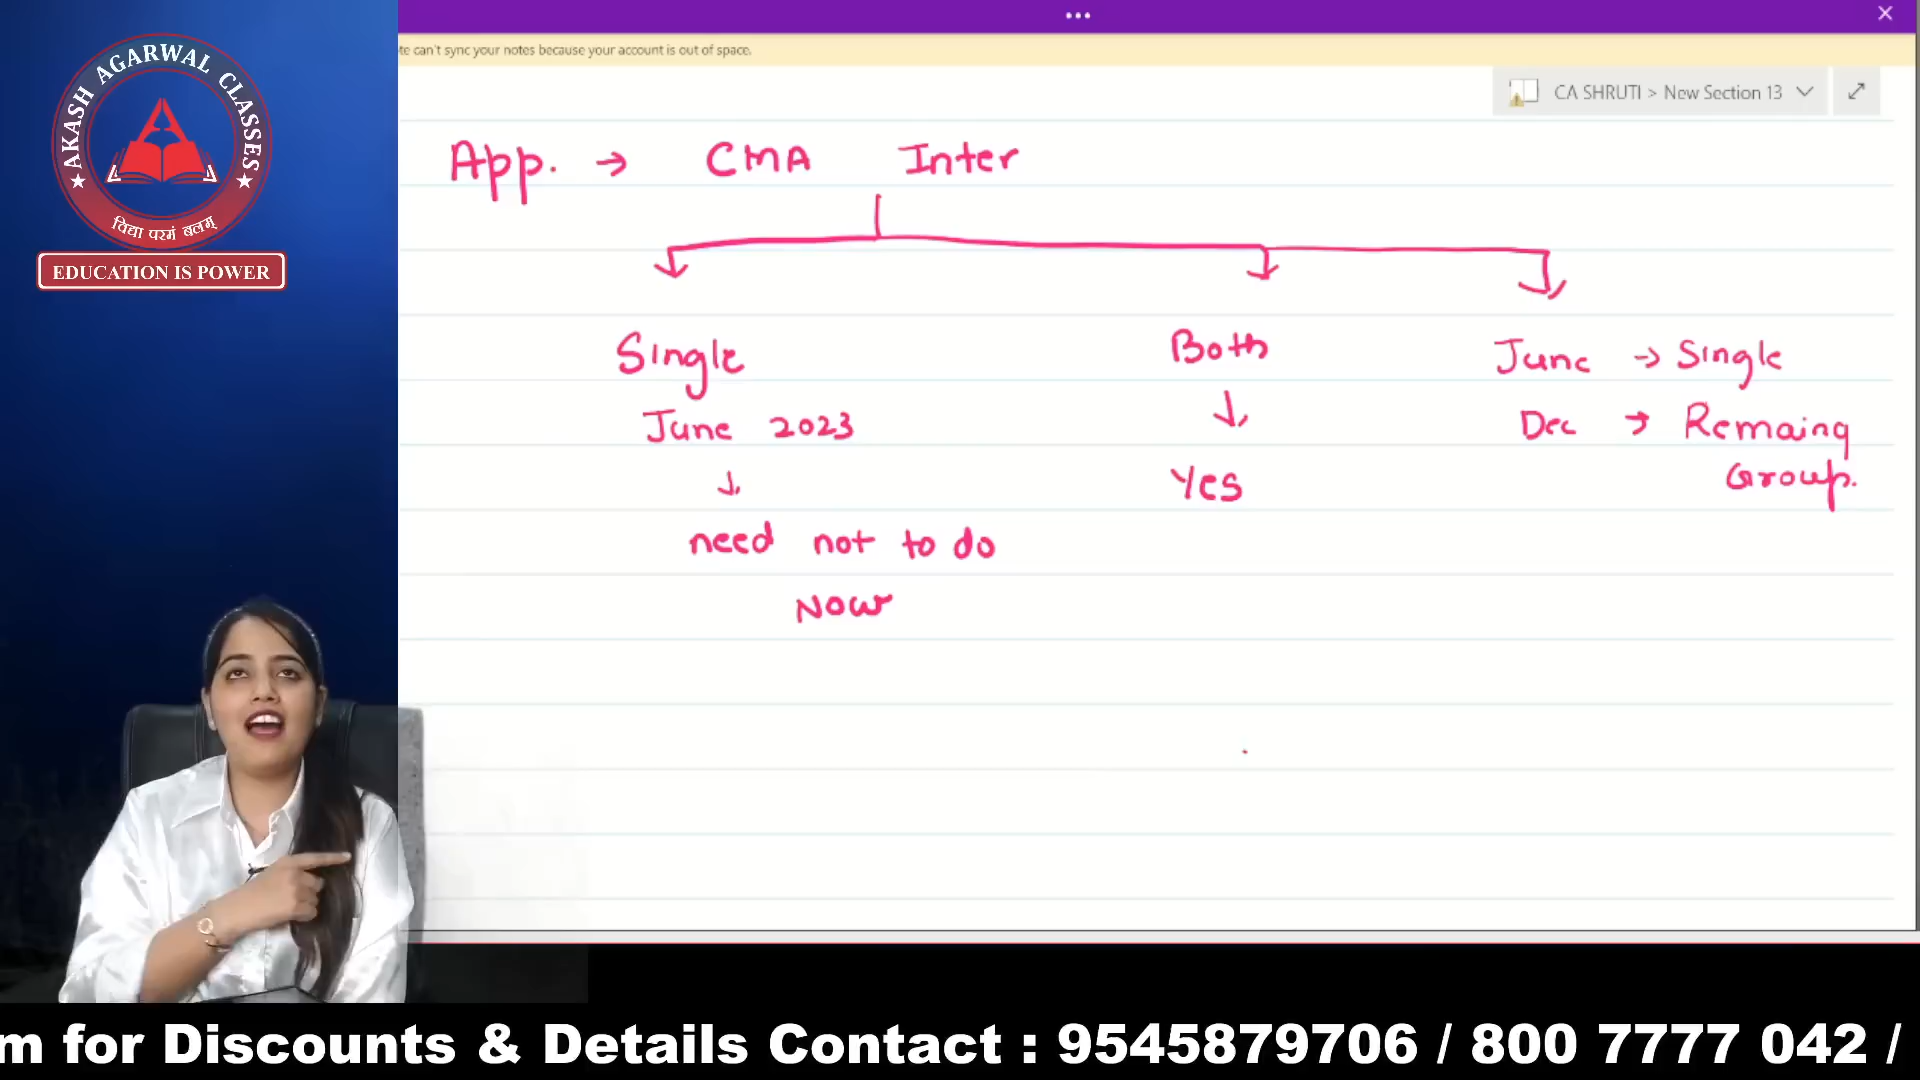 AKASH AGARWAL CLASSES
विद्या परमं बलम्
EDUCATION IS POWER
te can't sync your notes because your account is out of space.
CA SHRUTI > New Section 13
App. → CMA Inter
Single
June 2023
↓
need not to do
Now
Both
↓
Yes
June → Single
Dec → Remaing
Group.
m for Discounts & Details Contact : 9545879706 / 800 7777 042 /